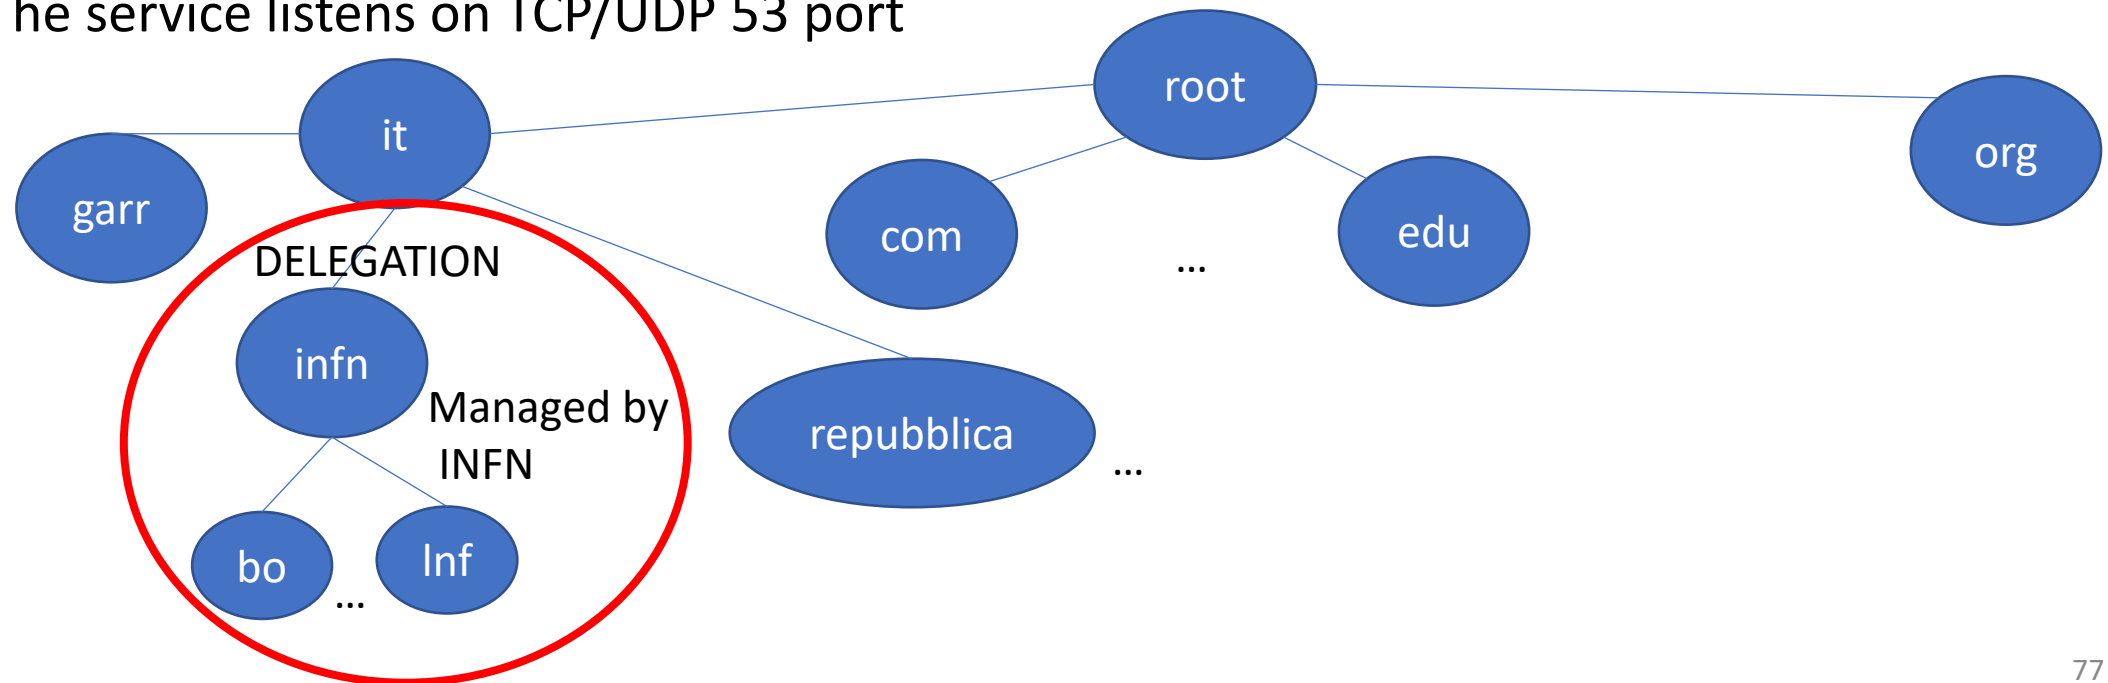 he service listens on TCP/UDP 53 port
root
it
org
garr
com
edu
...
DELEGATION
infn
Managed by
INFN
repubblica
...
bo
lnf
...
77